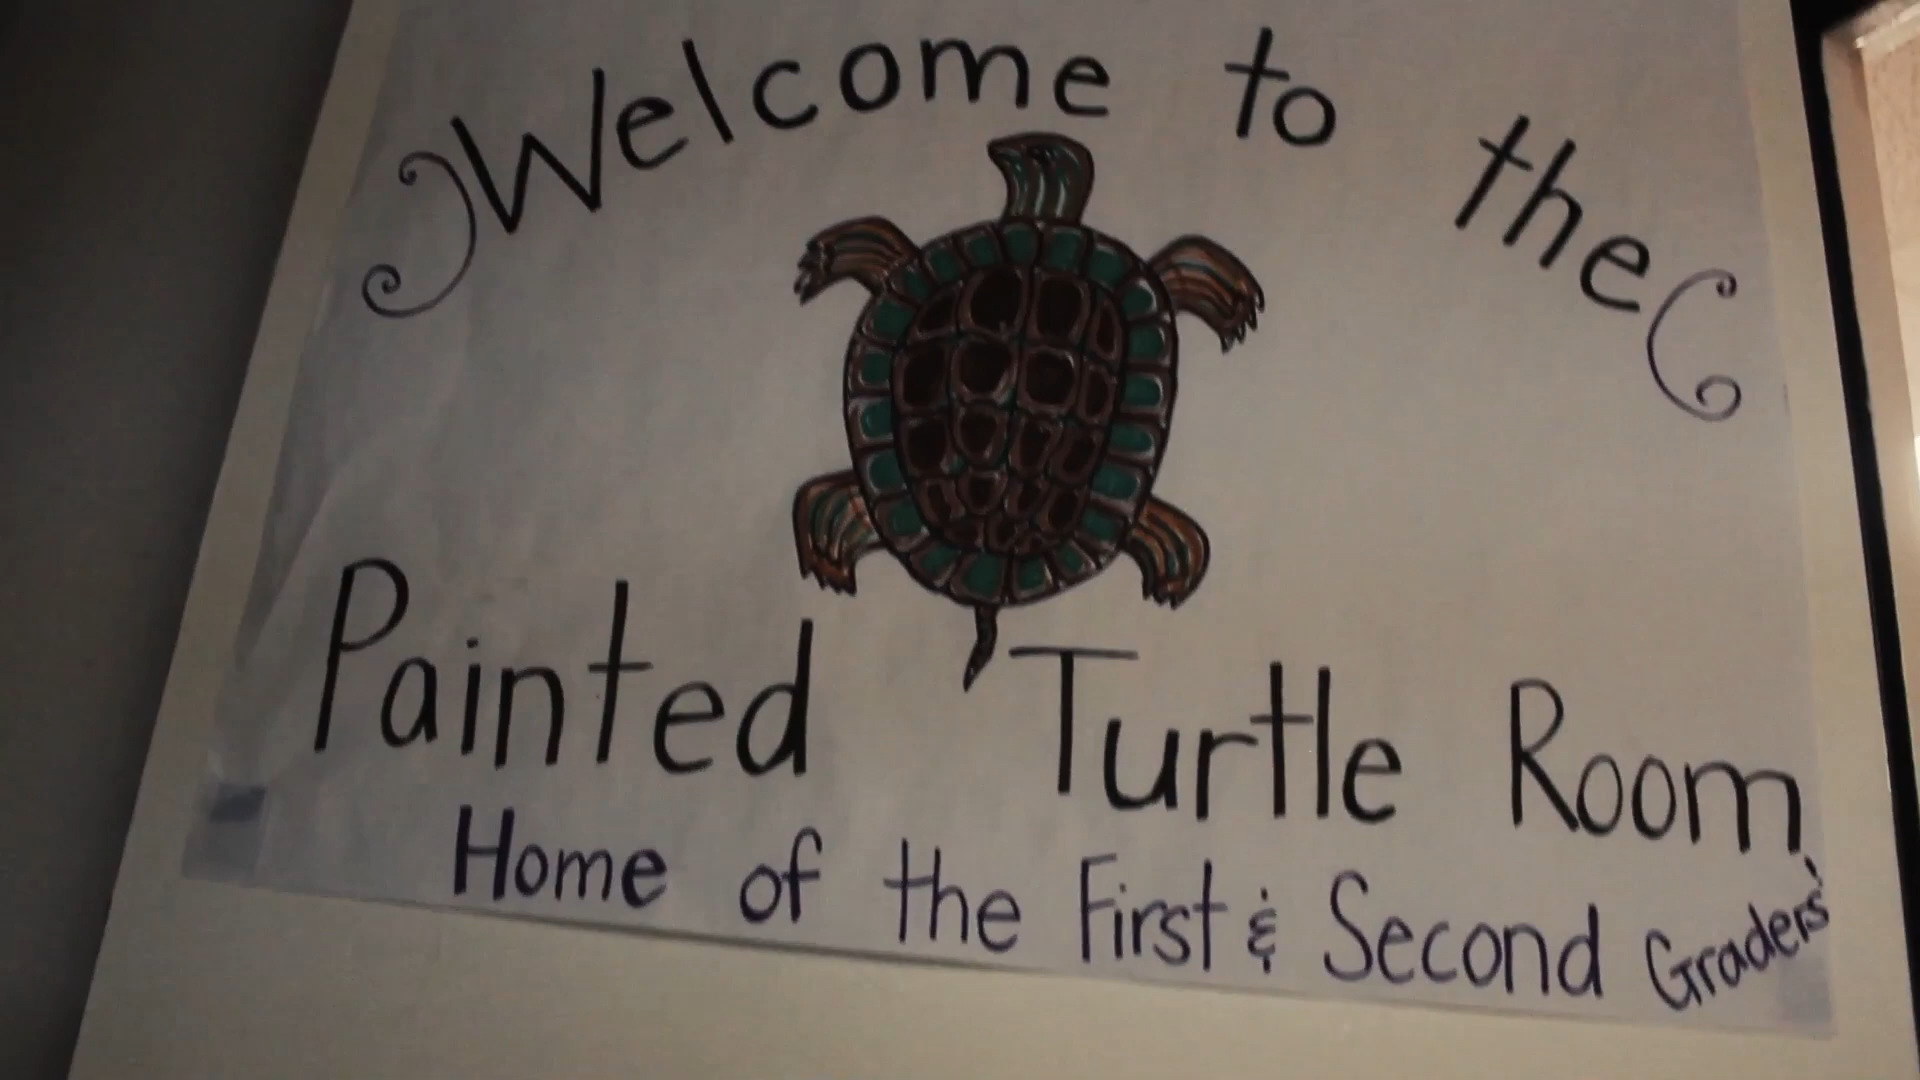 Welcome to the
Painted Turtle Room
Home of the First & Second Graders'